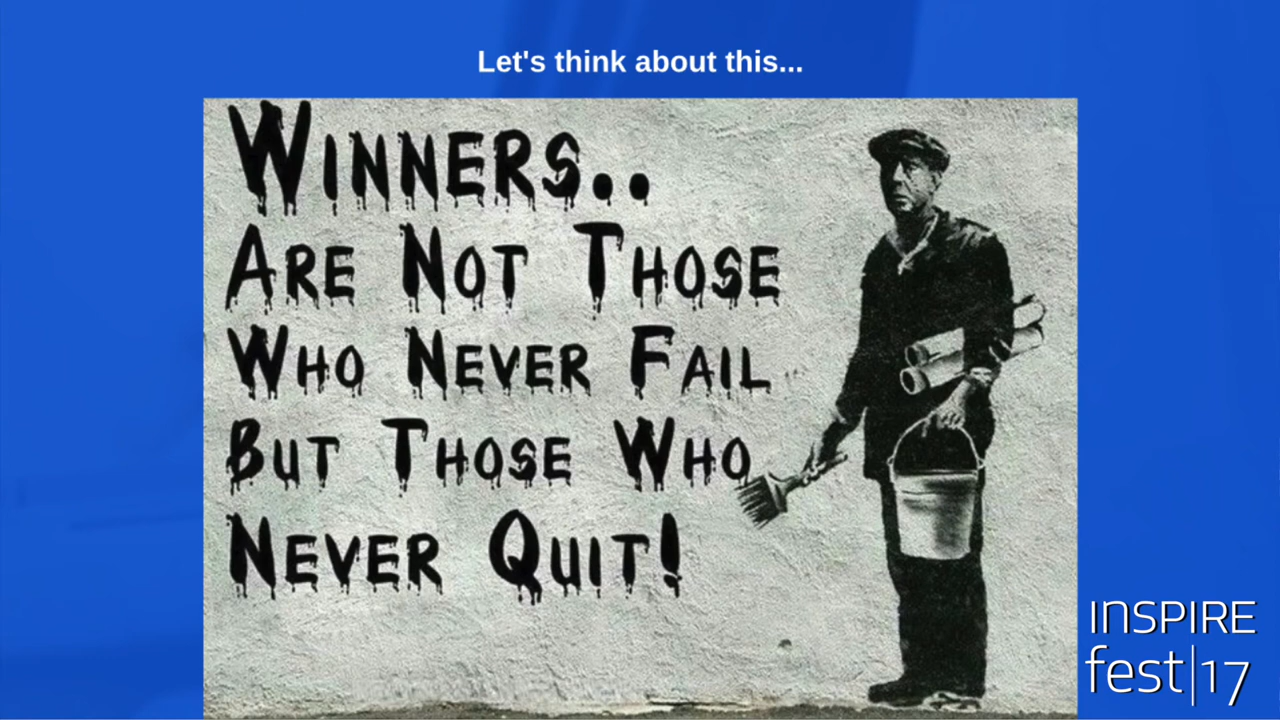 Let's think about this...
WINNERS..
ARE NOT THOSE
WHO NEVER FAIL
BUT THOSE WHO
NEVER QUIT!
INSPIRE
fest|17